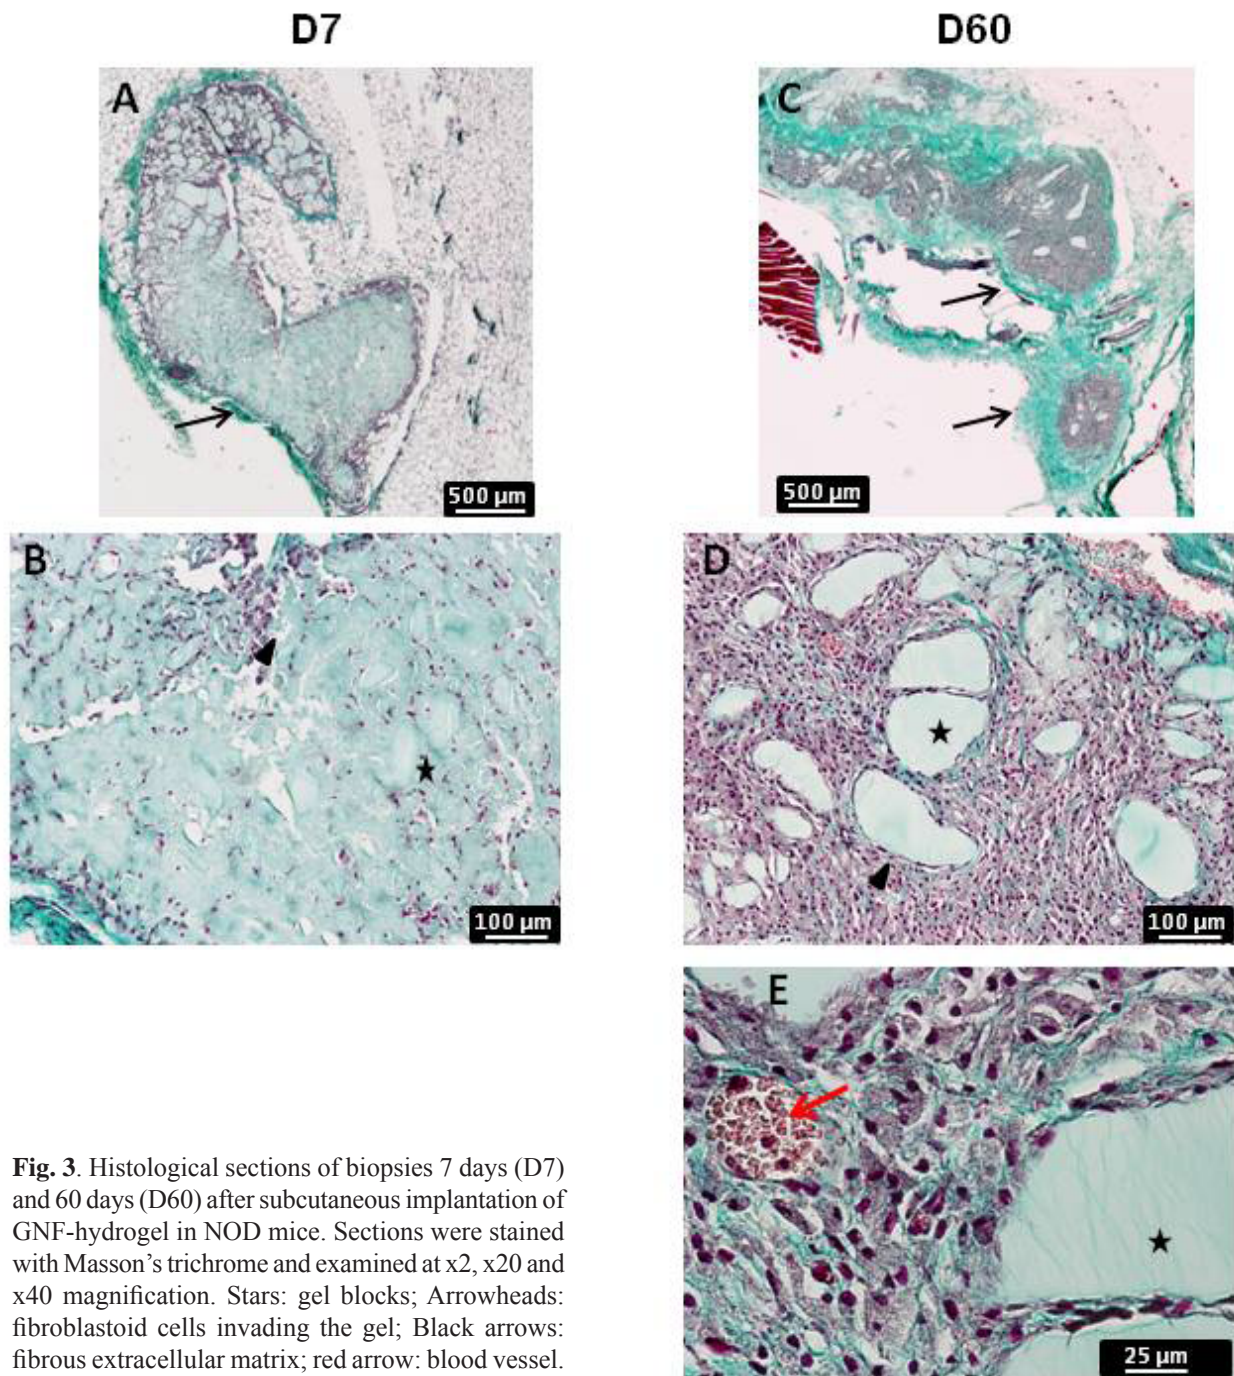 D7
D60
A
C
500 µm
500 µm
B
D
100 µm
100 µm
E
25 µm
Fig. 3. Histological sections of biopsies 7 days (D7)
and 60 days (D60) after subcutaneous implantation of
GNF-hydrogel in NOD mice. Sections were stained
with Masson’s trichrome and examined at x2, x20 and
x40 magnification. Stars: gel blocks; Arrowheads:
fibroblastoid cells invading the gel; Black arrows:
fibrous extracellular matrix; red arrow: blood vessel.